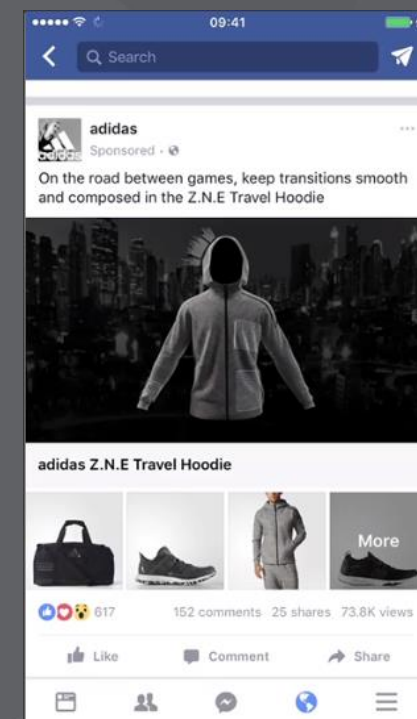 09:41
Search
adidas
Sponsored ·
On the road between games, keep transitions smooth
and composed in the Z.N.E Travel Hoodie
adidas Z.N.E Travel Hoodie
More
617
152 comments 25 shares 73.8K views
Like Comment Share